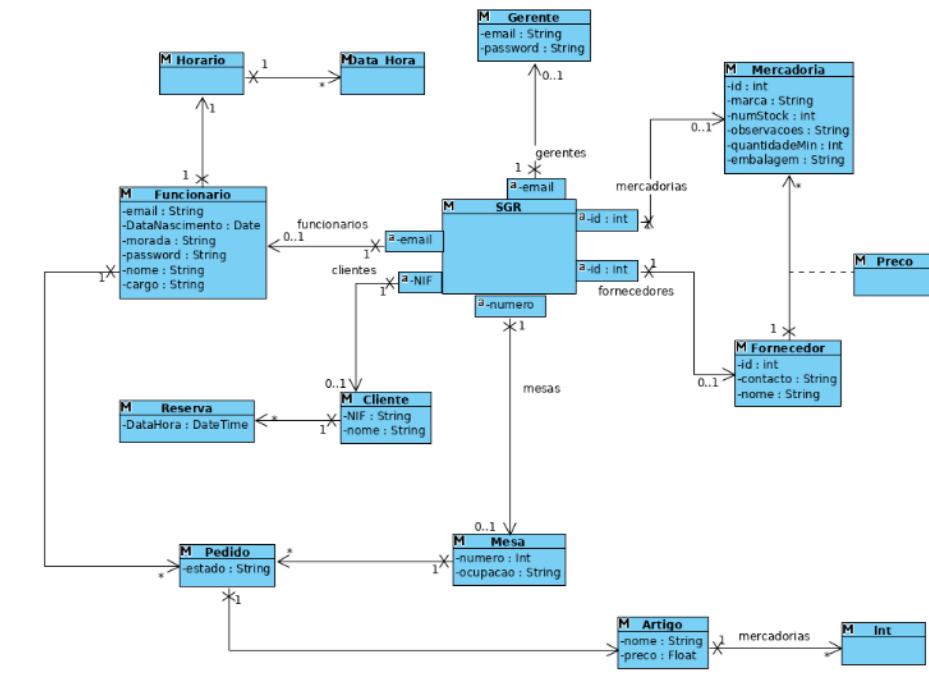 M Gerente
-email : String
-password : String
0..1
gerentes
1
a -email
M Horario
1
*
M Data_Hora
1
1
M Funcionario
-email : String
-DataNascimento : Date
-morada : String
-password : String
-nome : String
-cargo : String
1
funcionarios
0..1
1
a -email
clientes
1
a -NIF
M SGR
a -id : int
a -id : int
a -numero
1
mercadorias
0..1
M Mercadoria
-id : int
-marca : String
-numStock : int
-observacoes : String
-quantidadeMin : int
-embalagem : String
*
M Preco
1
fornecedores
0..1
1
M Fornecedor
-id : int
-contacto : String
-nome : String
mesas
0..1
M Cliente
-NIF : String
-nome : String
1
*
M Reserva
-DataHora : DateTime
0..1
M Mesa
-numero : Int
-ocupacao : String
1
*
M Pedido
-estado : String
*
1
M Artigo
-nome : String
-preco : Float
1
mercadorias
*
M Int